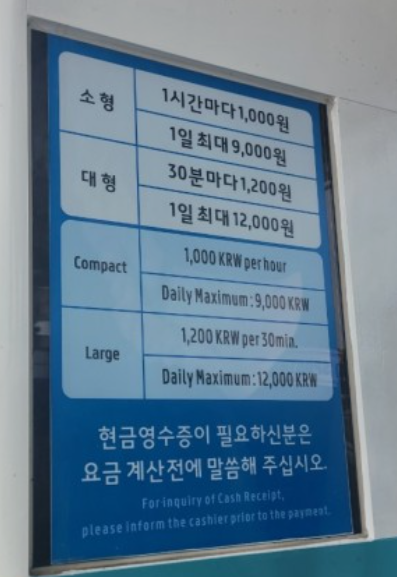 소형
1시간마다 1,000원
1일 최대 9,000원
대형
30분마다 1,200원
1일 최대 12,000원
Compact
1,000 KRW per hour
Daily Maximum : 9,000 KRW
Large
1,200 KRW per 30min.
Daily Maximum : 12,000 KRW
현금영수증이 필요하신분은
요금 계산전에 말씀해 주십시오.
For inquiry of Cash Receipt,
please inform the cashier prior to the payment.